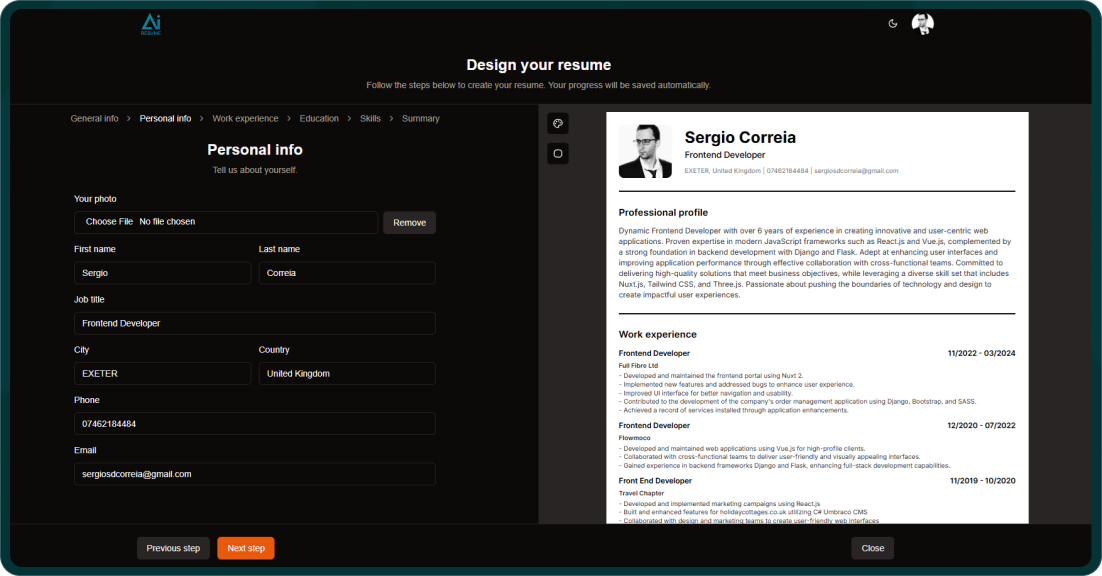 Ai
RESUME
Design your resume
Follow the steps below to create your resume. Your progress will be saved automatically.
General info > Personal info > Work experience > Education > Skills > Summary
Personal info
Tell us about yourself.
Your photo
Choose File No file chosen
Remove
First name
Last name
Sergio
Correia
Job title
Frontend Developer
City
Country
EXETER
United Kingdom
Phone
07462184484
Email
sergiosdcorreia@gmail.com
Previous step
Next step
Sergio Correia
Frontend Developer
EXETER, United Kingdom | 07462184484 | sergiosdcorreia@gmail.com
Professional profile
Dynamic Frontend Developer with over 6 years of experience in creating innovative and user-centric web
applications. Proven expertise in modern JavaScript frameworks such as React.js and Vue.js, complemented by
a strong foundation in backend development with Django and Flask. Adept at enhancing user interfaces and
improving application performance through effective collaboration with cross-functional teams. Committed to
delivering high-quality solutions that meet business objectives, while leveraging a diverse skill set that includes
Nuxt.js, Tailwind CSS, and Three.js. Passionate about pushing the boundaries of technology and design to
create impactful user experiences.
Work experience
Frontend Developer 11/2022 - 03/2024
Full Fibre Ltd
- Developed and maintained the frontend portal using Nuxt 2.
- Implemented new features and addressed bugs to enhance user experience.
- Improved UI interface for better navigation and usability.
- Contributed to the development of the company's order management application using Django, Bootstrap, and SASS.
- Achieved a record of services installed through application enhancements.
Frontend Developer 12/2020 - 07/2022
Flowmoco
- Developed and maintained web applications using Vue.js for high-profile clients.
- Collaborated with cross-functional teams to deliver user-friendly and visually appealing interfaces.
- Gained experience in backend frameworks Django and Flask, enhancing full-stack development capabilities.
Front End Developer 11/2019 - 10/2020
Travel Chapter
- Developed and implemented marketing campaigns using React.js
- Built and enhanced features for holidaycottages.co.uk utilizing C# Umbraco CMS
- Collaborated with design and marketing teams to create user-friendly web interfaces
Close